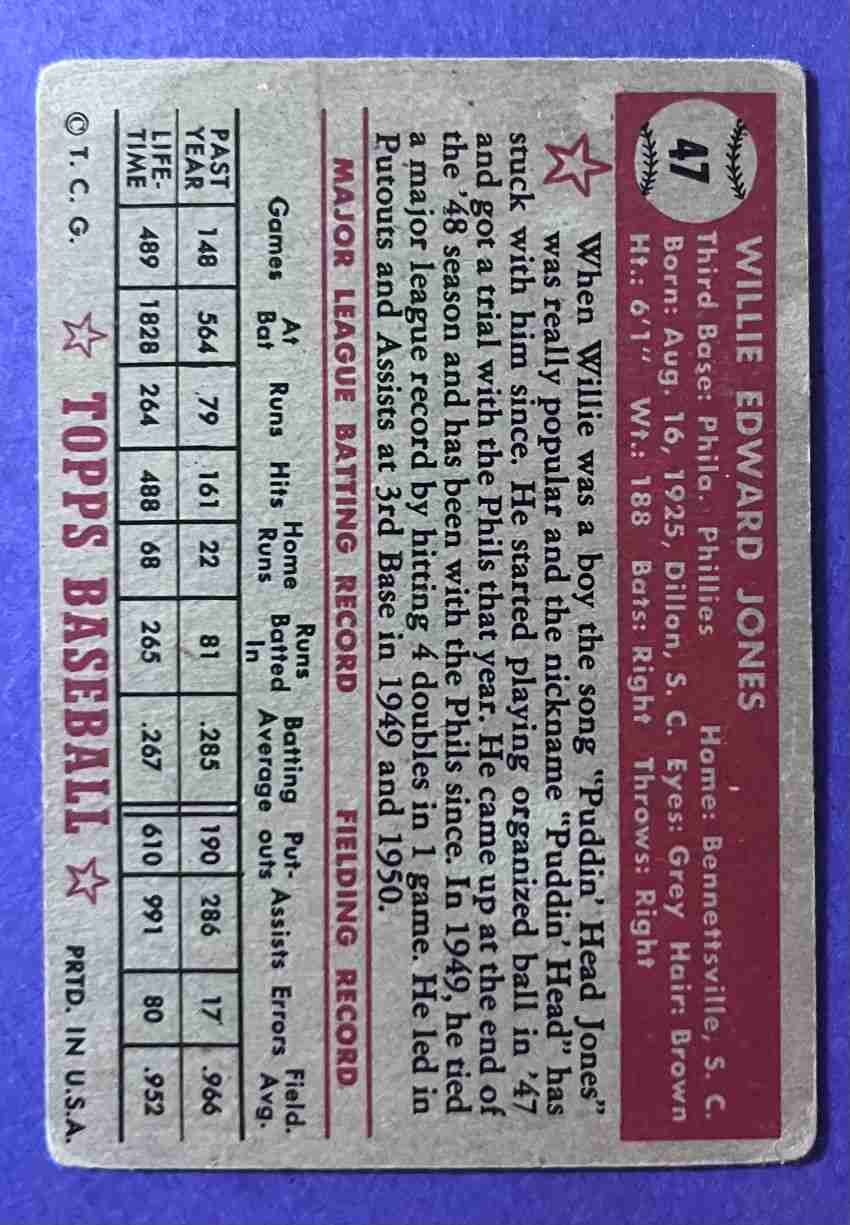 47
WILLIE EDWARD JONES
Third Base: Phila. Phillies Home: Bennettsville, S. C.
Born: Aug. 16, 1925, Dillon, S. C. Eyes: Grey Hair: Brown
Ht.: 6'1" Wt.: 188 Bats: Right Throws: Right
When Willie was a boy the song "Puddin' Head Jones"
was really popular and the nickname "Puddin' Head" has
stuck with him since. He started playing organized ball in '47
and got a trial with the Phils that year. He came up at the end of
the '48 season and has been with the Phils since. In 1949, he tied
a major league record by hitting 4 doubles in 1 game. He led in
Putouts and Assists at 3rd Base in 1949 and 1950.
MAJOR LEAGUE BATTING RECORD FIELDING RECORD
Games At Bat Runs Hits Home Runs Runs Batted In Batting Average Put-outs Assists Errors Field. Avg.
PAST YEAR 148 564 79 161 22 81 .285 190 286 17 .966
LIFE-TIME 489 1828 264 488 68 265 .267 610 991 80 .952
© T. C. G. TOPPS BASEBALL PRTD. IN U.S.A.